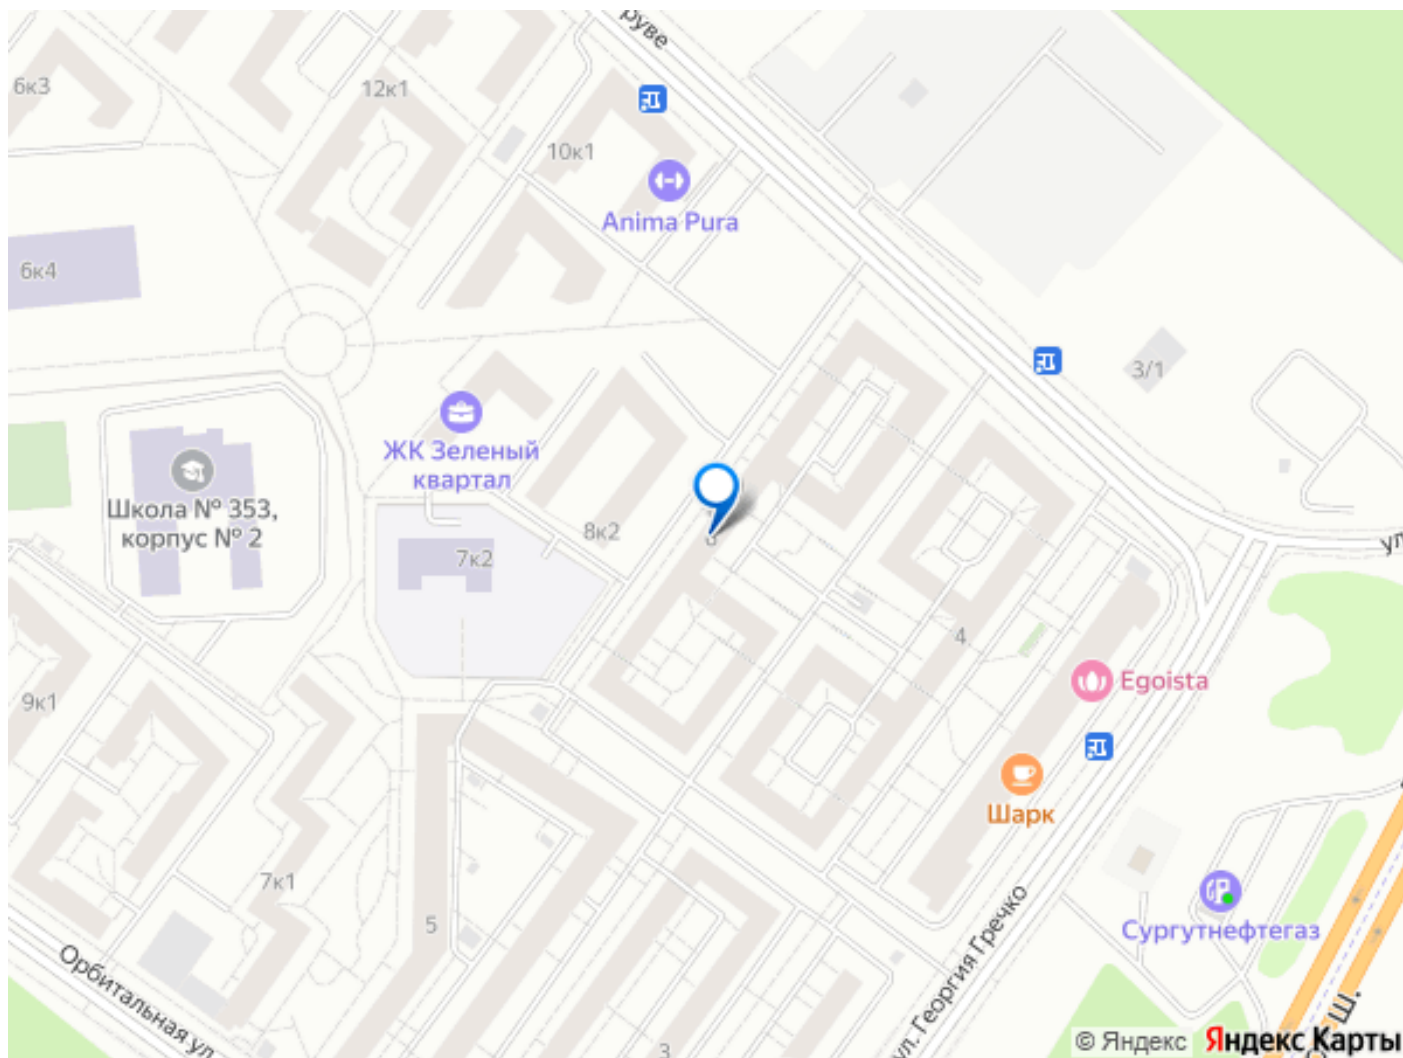 руве
6к3
12к1
10к1
Anima Pura
6к4
3/1
ЖК Зеленый
квартал
Школа № 353,
корпус № 2
8к2
7к2
ул
4
Egoista
9к1
Шарк
7к1
5
Сургутнефтегаз
Орбитальная ул.
ул. Георгия Гречко
Ш.
3
© Яндекс Яндекс Карты